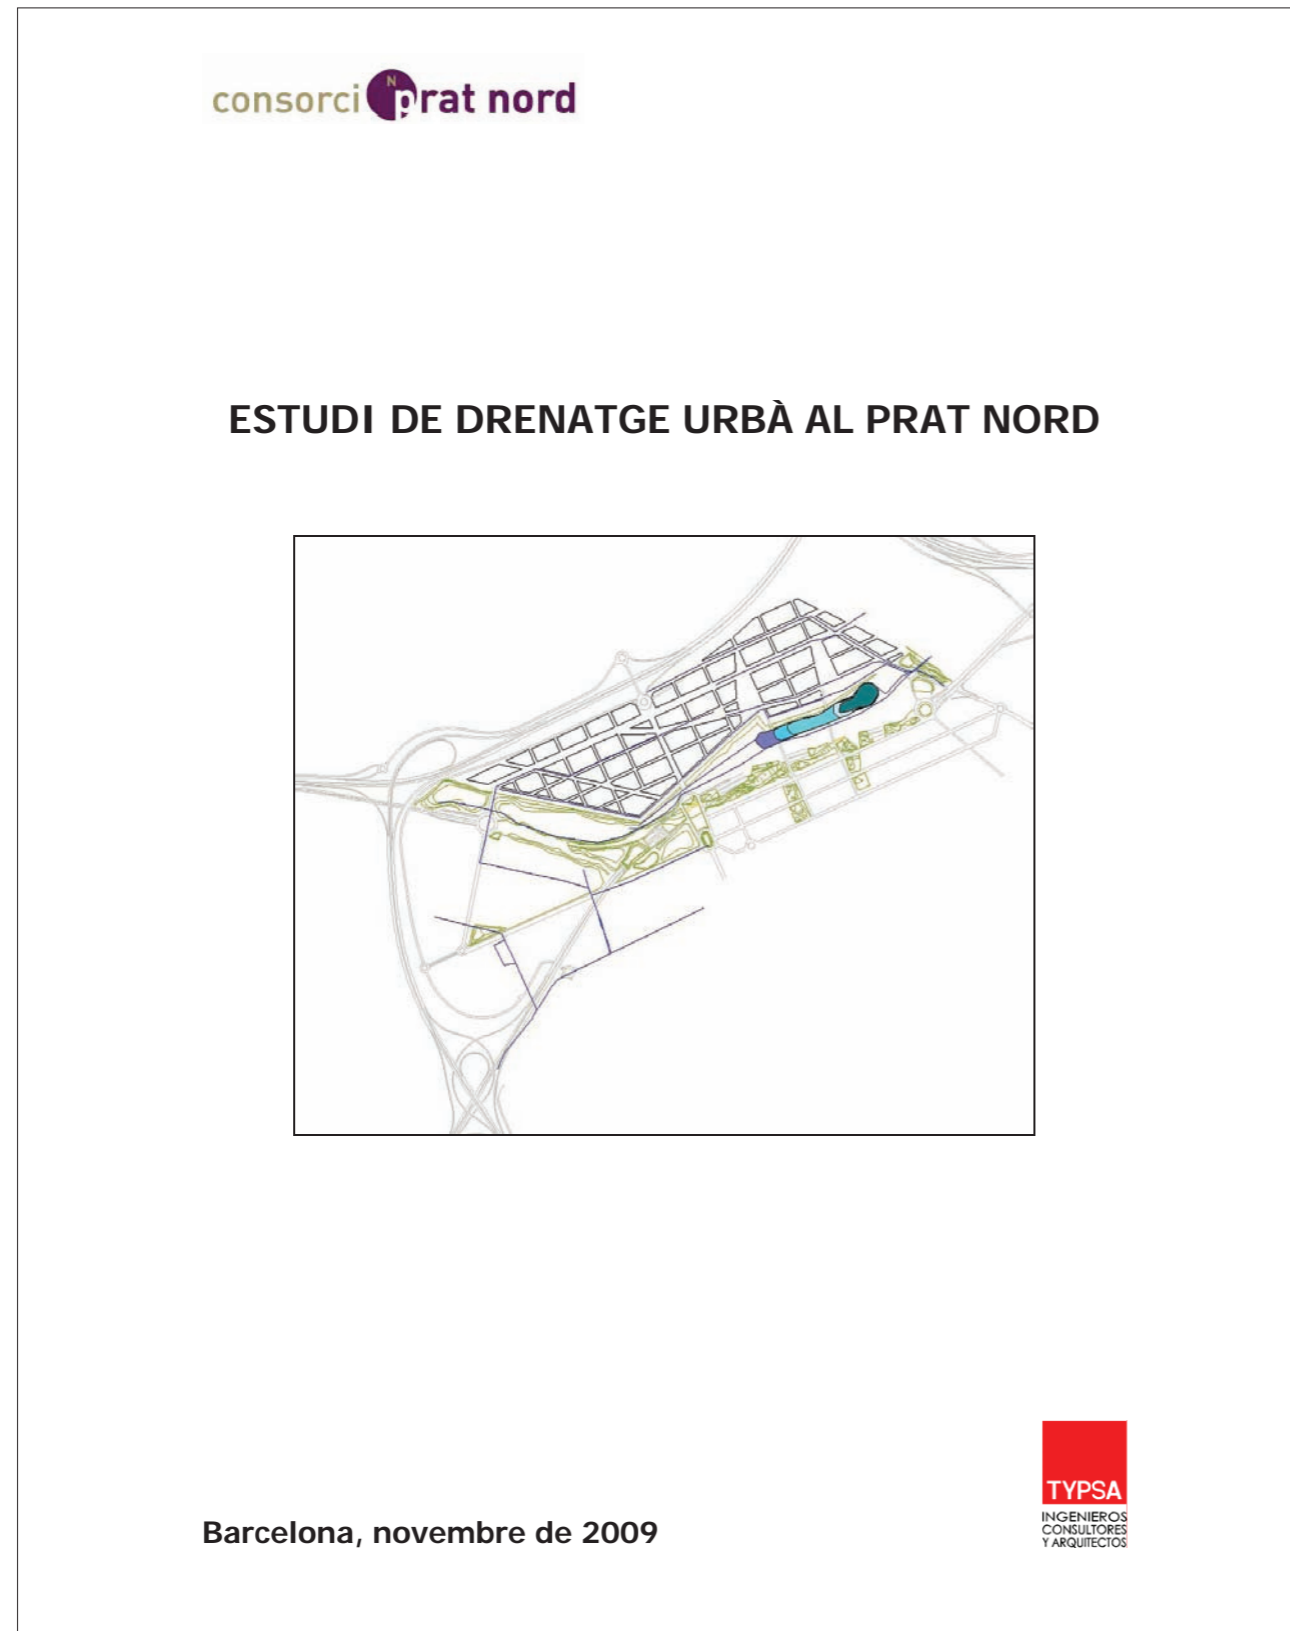 consorci prat nord
N
ESTUDI DE DRENATGE URBÀ AL PRAT NORD
Barcelona, novembre de 2009
TYPSA
INGENIEROS
CONSULTORES
Y ARQUITECTOS